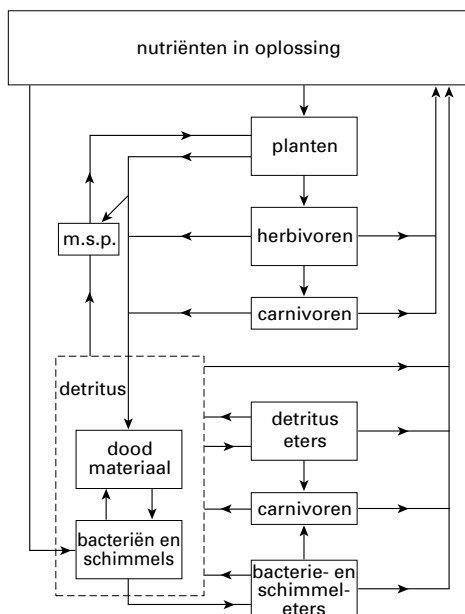 nutriënten in oplossing
planten
m.s.p.
herbivoren
carnivoren
detritus
dood
materiaal
detritus
eters
carnivoren
bacteriën en
schimmels
bacterie- en
schimmel-
eters